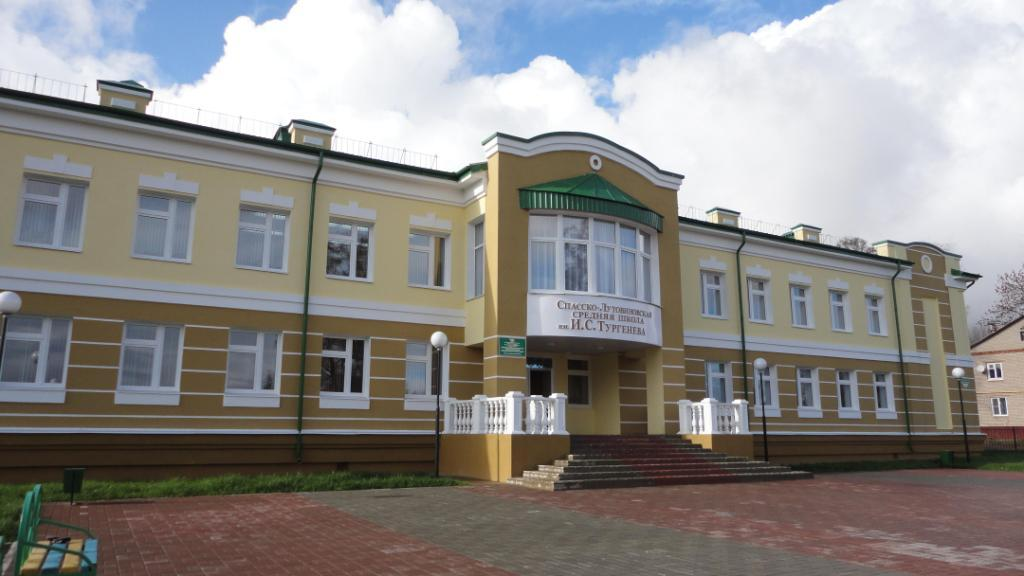 Спасско-Лутовиновская
средняя школа
им. И.С. Тургенева